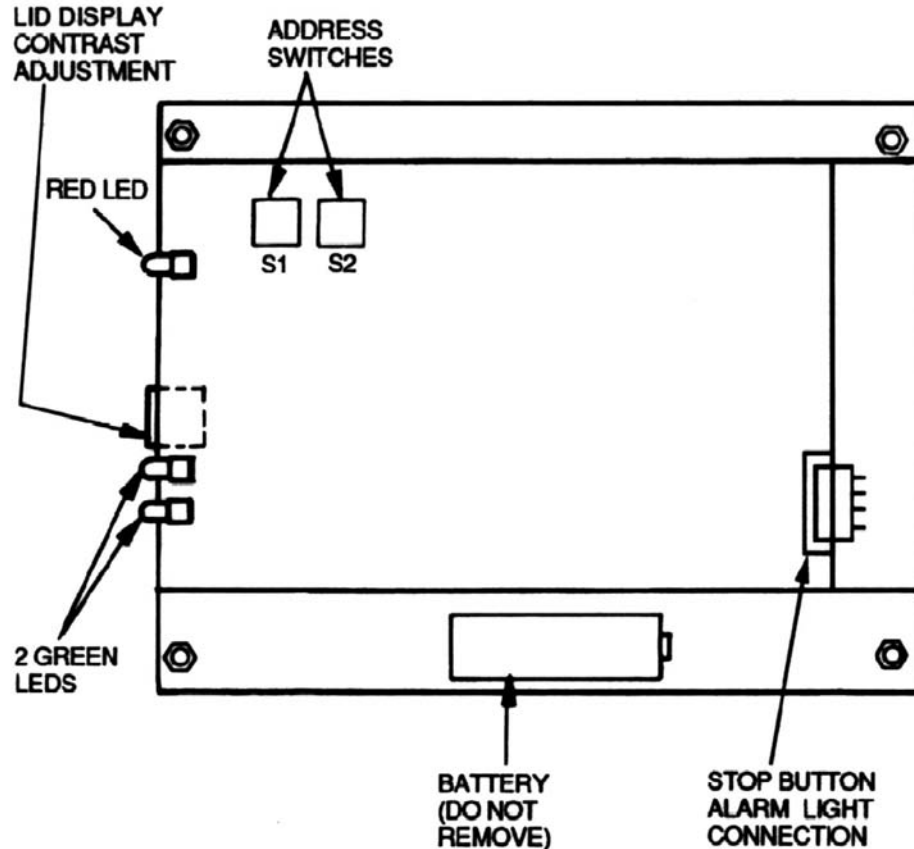 LID DISPLAY
CONTRAST
ADJUSTMENT
ADDRESS
SWITCHES
RED LED
S1
S2
2 GREEN
LEDS
BATTERY
(DO NOT
REMOVE)
STOP BUTTON
ALARM LIGHT
CONNECTION